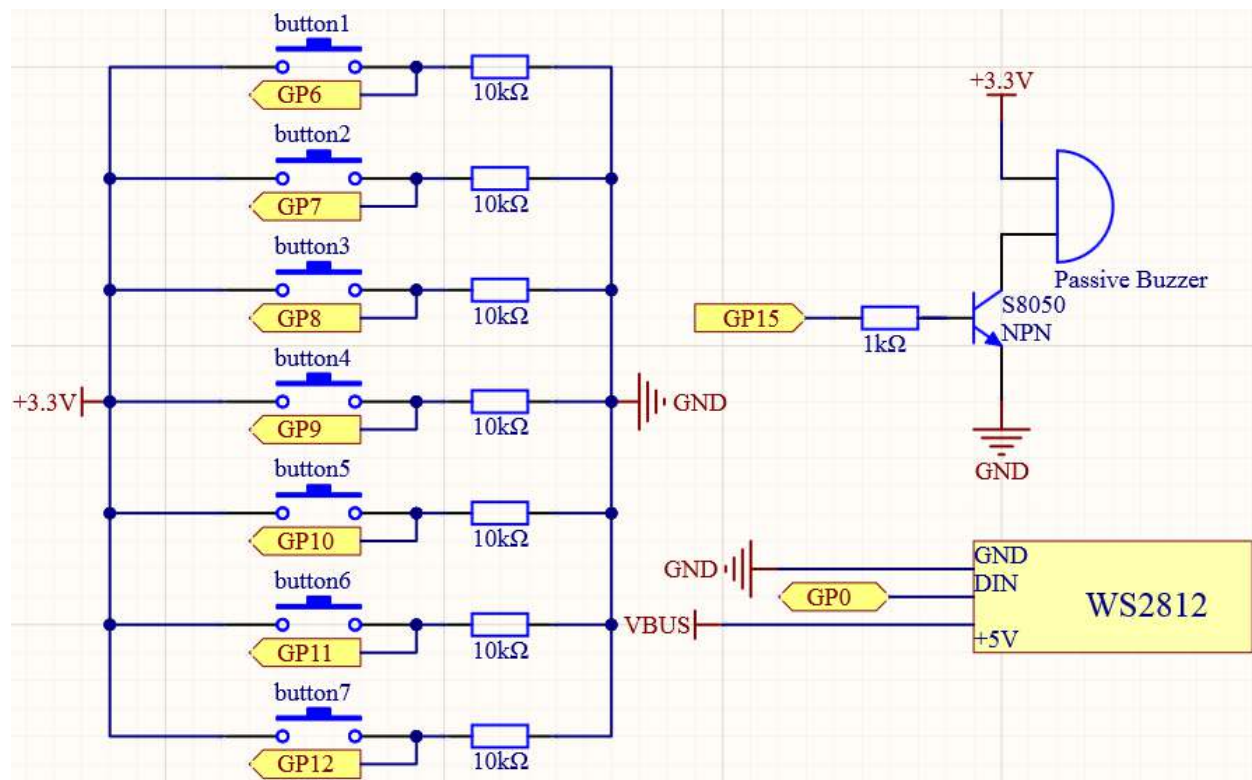 button1
GP6
10kΩ
button2
GP7
10kΩ
button3
GP8
10kΩ
button4
+3.3V
GP9
10kΩ
GND
button5
GP10
10kΩ
button6
GP11
10kΩ
button7
GP12
10kΩ
+3.3V
Passive Buzzer
S8050
NPN
GP15
1kΩ
GND
GND
GP0
VBUS
GND
DIN
+5V
WS2812